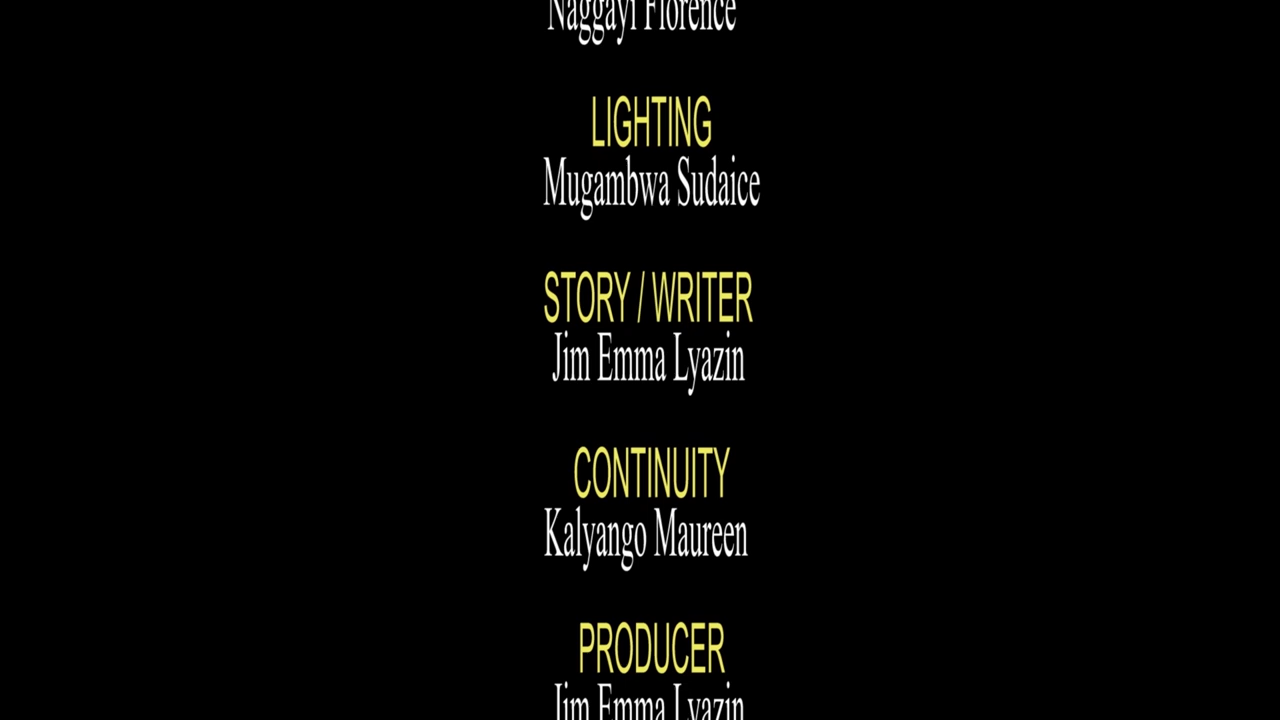 Naggayi Florence
LIGHTING
Mugambwa Sudaice
STORY / WRITER
Jim Emma Lyazin
CONTINUITY
Kalyango Maureen
PRODUCER
Jim Emma Lyazin